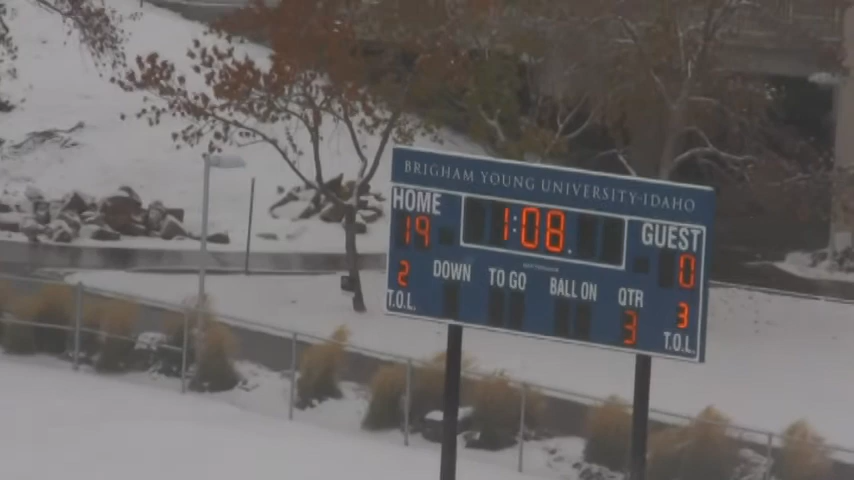 BRIGHAM YOUNG UNIVERSITY-IDAHO
HOME 1:08 GUEST
19 0
DOWN TO GO BALL ON QTR
2 3 3
T.O.L. T.O.L.